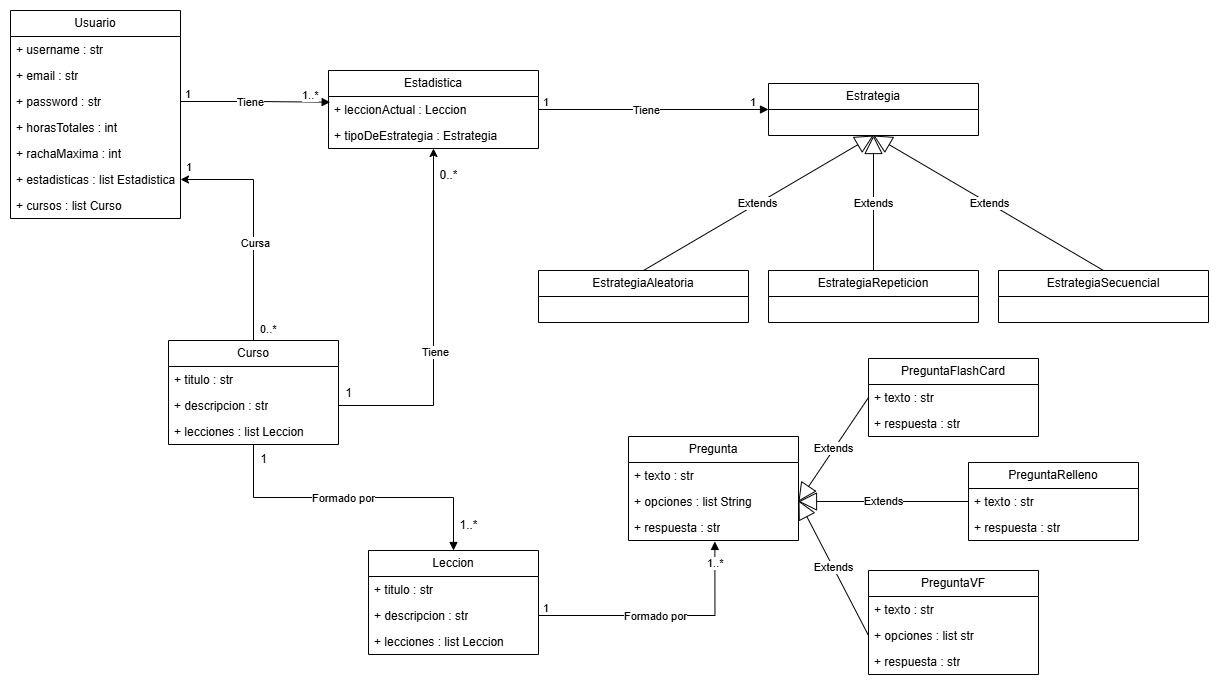 Usuario
+ username : str
+ email : str
+ password : str
+ horasTotales : int
+ rachaMaxima : int
+ estadisticas : list Estadistica
+ cursos : list Curso
1
Tiene
1..*
Estadistica
+ leccionActual : Leccion
+ tipoDeEstrategia : Estrategia
1
Tiene
1
Estrategia
Extends
Extends
Extends
EstrategiaAleatoria
EstrategiaRepeticion
EstrategiaSecuencial
1
Cursa
0..*
0..*
Tiene
1
Curso
+ titulo : str
+ descripcion : str
+ lecciones : list Leccion
1
Formado por
1..*
Leccion
+ titulo : str
+ descripcion : str
+ lecciones : list Leccion
1
Formado por
1..*
Pregunta
+ texto : str
+ opciones : list String
+ respuesta : str
Extends
Extends
Extends
PreguntaFlashCard
+ texto : str
+ respuesta : str
PreguntaRelleno
+ texto : str
+ respuesta : str
PreguntaVF
+ texto : str
+ opciones : list str
+ respuesta : str